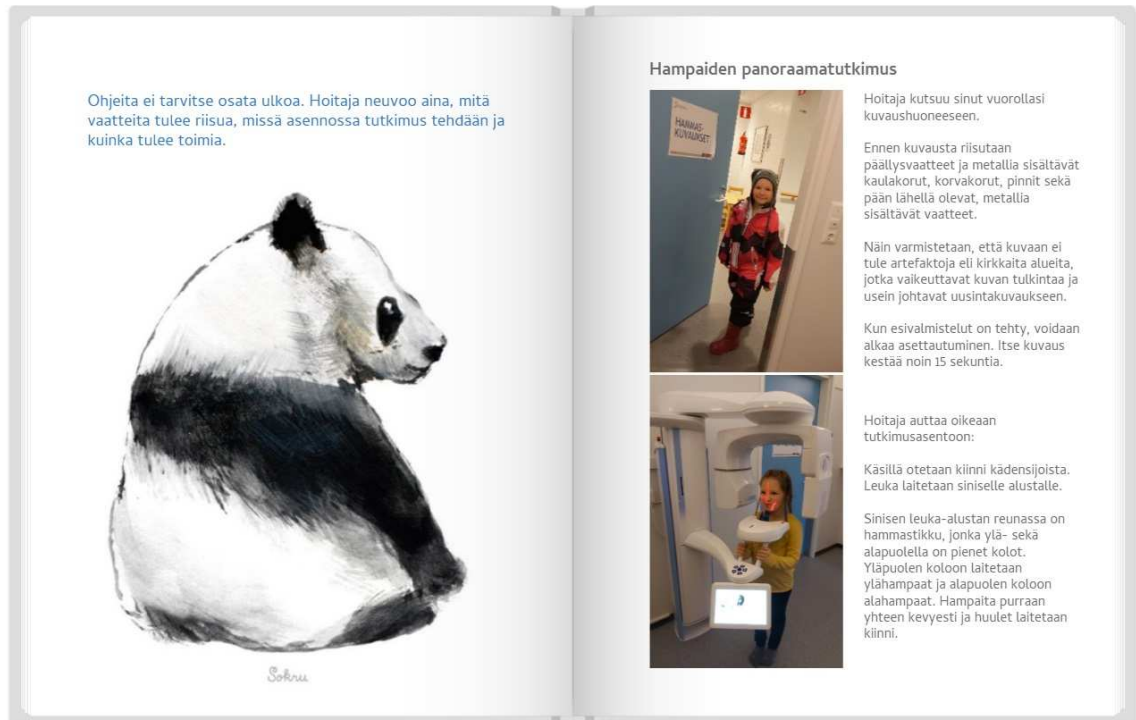 Ohjeita ei tarvitse osata ulkoa. Hoitaja neuvoo aina, mitä
vaatteita tulee riisua, missä asennossa tutkimus tehdään ja
kuinka tulee toimia.
Sokru
Hampaiden panoraamatutkimus
HAMMAS-
KUVAUKSET
Hoitaja kutsuu sinut vuorollasi
kuvaushuoneeseen.
Ennen kuvausta riisutaan
päällysvaatteet ja metallia sisältävät
kaulakorut, korvakorut, pinnit sekä
pään lähellä olevat, metallia
sisältävät vaatteet.
Näin varmistetaan, että kuvaan ei
tule artefaktoja eli kirkkaita alueita,
jotka vaikeuttavat kuvan tulkintaa ja
usein johtavat uusintakuvaukseen.
Kun esivalmistelut on tehty, voidaan
alkaa asettautuminen. Itse kuvaus
kestää noin 15 sekuntia.
Hoitaja auttaa oikeaan
tutkimusasentoon:
Käsillä otetaan kiinni kädensijoista.
Leuka laitetaan siniselle alustalle.
Sinisen leuka-alustan reunassa on
hammastikku, jonka ylä- sekä
alapuolella on pienet kolot.
Yläpuolen koloon laitetaan
ylähampaat ja alapuolen koloon
alahampaat. Hampaita purraan
yhteen kevyesti ja huulet laitetaan
kiinni.